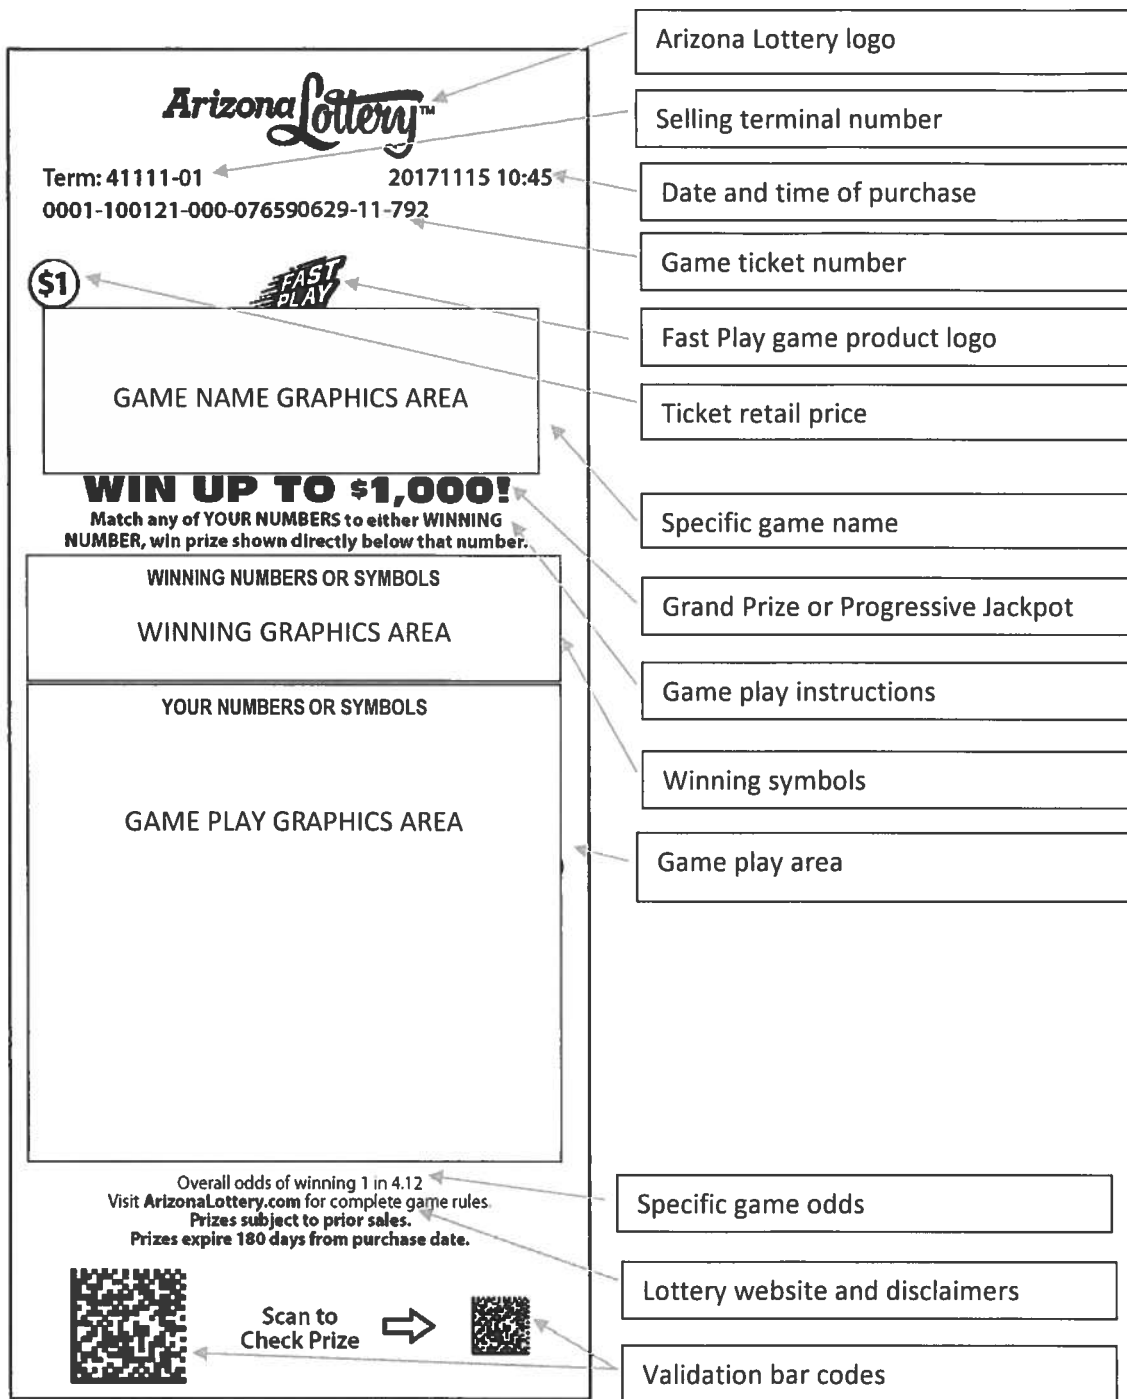 Arizona Lottery™
Term: 41111-01 20171115 10:45
0001-100121-000-076590629-11-792
$1
FAST
PLAY
GAME NAME GRAPHICS AREA
WIN UP TO $1,000!
Match any of YOUR NUMBERS to either WINNING
NUMBER, win prize shown directly below that number.
WINNING NUMBERS OR SYMBOLS
WINNING GRAPHICS AREA
YOUR NUMBERS OR SYMBOLS
GAME PLAY GRAPHICS AREA
Overall odds of winning 1 in 4.12
Visit ArizonaLottery.com for complete game rules.
Prizes subject to prior sales.
Prizes expire 180 days from purchase date.
Scan to
Check Prize
Arizona Lottery logo
Selling terminal number
Date and time of purchase
Game ticket number
Fast Play game product logo
Ticket retail price
Specific game name
Grand Prize or Progressive Jackpot
Game play instructions
Winning symbols
Game play area
Specific game odds
Lottery website and disclaimers
Validation bar codes